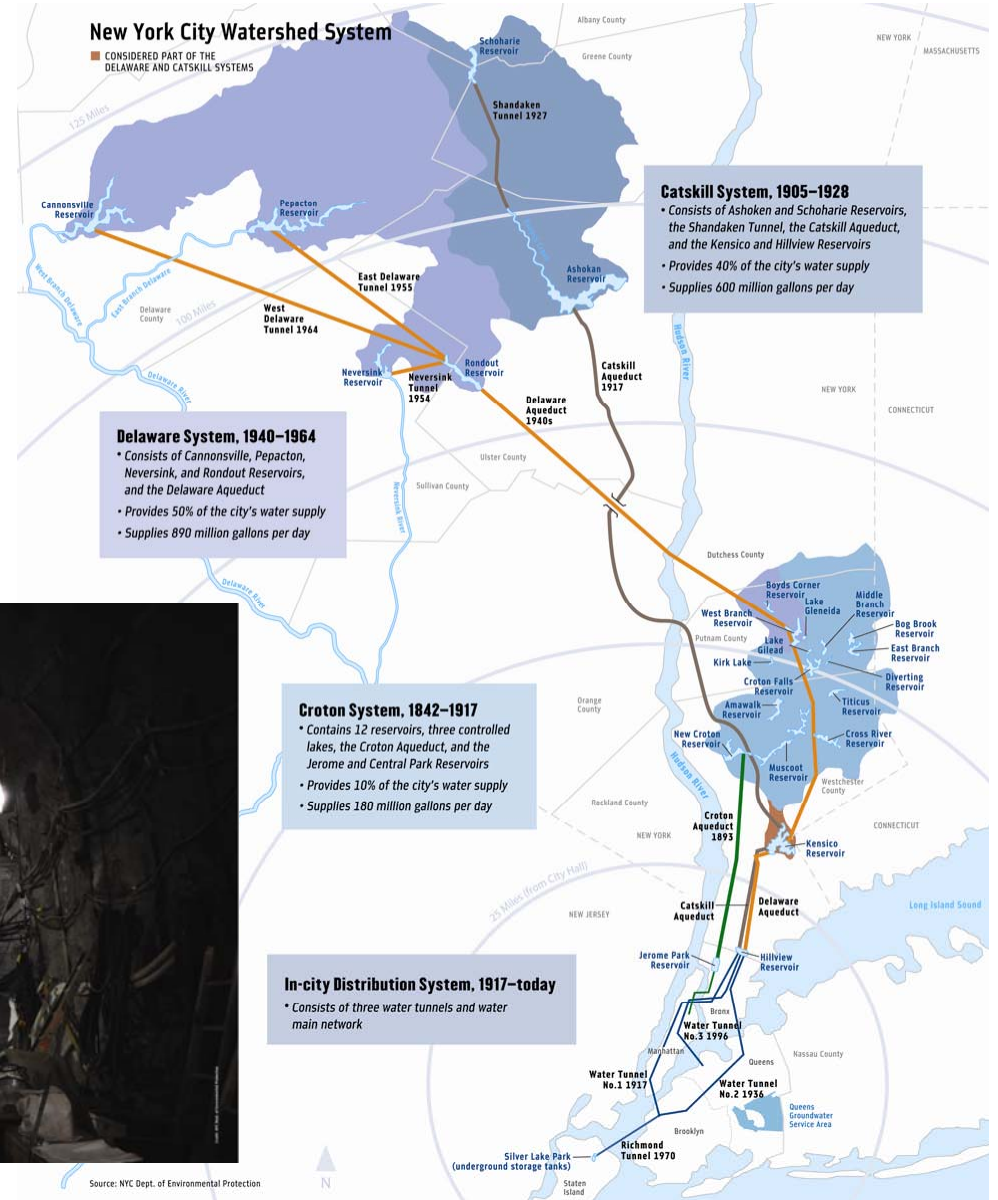 New York City Watershed System
CONSIDERED PART OF THE
DELAWARE AND CATSKILL SYSTEMS
Albany County
Greene County
NEW YORK
MASSACHUSETTS
Schoharie
Reservoir
Shandaken
Tunnel 1927
125 Miles
Cannonsville
Reservoir
Pepacton
Reservoir
Catskill System, 1905–1928
• Consists of Ashoken and Schoharie Reservoirs,
the Shandaken Tunnel, the Catskill Aqueduct,
and the Kensico and Hillview Reservoirs
• Provides 40% of the city's water supply
• Supplies 600 million gallons per day
West Branch Delaware
East Branch Delaware
East Delaware
Tunnel 1955
Ashokan
Reservoir
Delaware
County
100 Miles
West
Delaware
Tunnel 1964
Hudson River
Neversink
Reservoir
Neversink
Tunnel
1954
Rondout
Reservoir
Catskill
Aqueduct
1917
Delaware River
Delaware
Aqueduct
1940s
NEW YORK
CONNECTICUT
Delaware System, 1940–1964
• Consists of Cannonsville, Pepacton,
Neversink, and Rondout Reservoirs,
and the Delaware Aqueduct
• Provides 50% of the city's water supply
• Supplies 890 million gallons per day
Ulster County
Sullivan County
Neversink River
Delaware River
Dutchess County
Boyds Corner
Reservoir
Lake
Gleneida
Middle
Branch
Reservoir
West Branch
Reservoir
Bog Brook
Reservoir
Putnam County
Lake
Gilead
East Branch
Reservoir
Kirk Lake
Diverting
Reservoir
Croton Falls
Reservoir
Titicus
Reservoir
Amawalk
Reservoir
Orange
County
New Croton
Reservoir
Cross River
Reservoir
Muscoot
Reservoir
Croton System, 1842–1917
• Contains 12 reservoirs, three controlled
lakes, the Croton Aqueduct, and the
Jerome and Central Park Reservoirs
• Provides 10% of the city's water supply
• Supplies 180 million gallons per day
Hudson River
Westchester
County
Rockland County
NEW YORK
CONNECTICUT
Croton
Aqueduct
1893
Kensico
Reservoir
25 Miles (from City Hall)
NEW JERSEY
Catskill
Aqueduct
Delaware
Aqueduct
Long Island Sound
Jerome Park
Reservoir
Hillview
Reservoir
In-city Distribution System, 1917–today
• Consists of three water tunnels and water
main network
Bronx
Water Tunnel
No.3 1996
Manhattan
Queens
Nassau County
Water Tunnel
No.1 1917
Water Tunnel
No.2 1936
Queens
Groundwater
Service Area
Brooklyn
Richmond
Tunnel 1970
Silver Lake Park
(underground storage tanks)
Staten
Island
N
Source: NYC Dept. of Environmental Protection